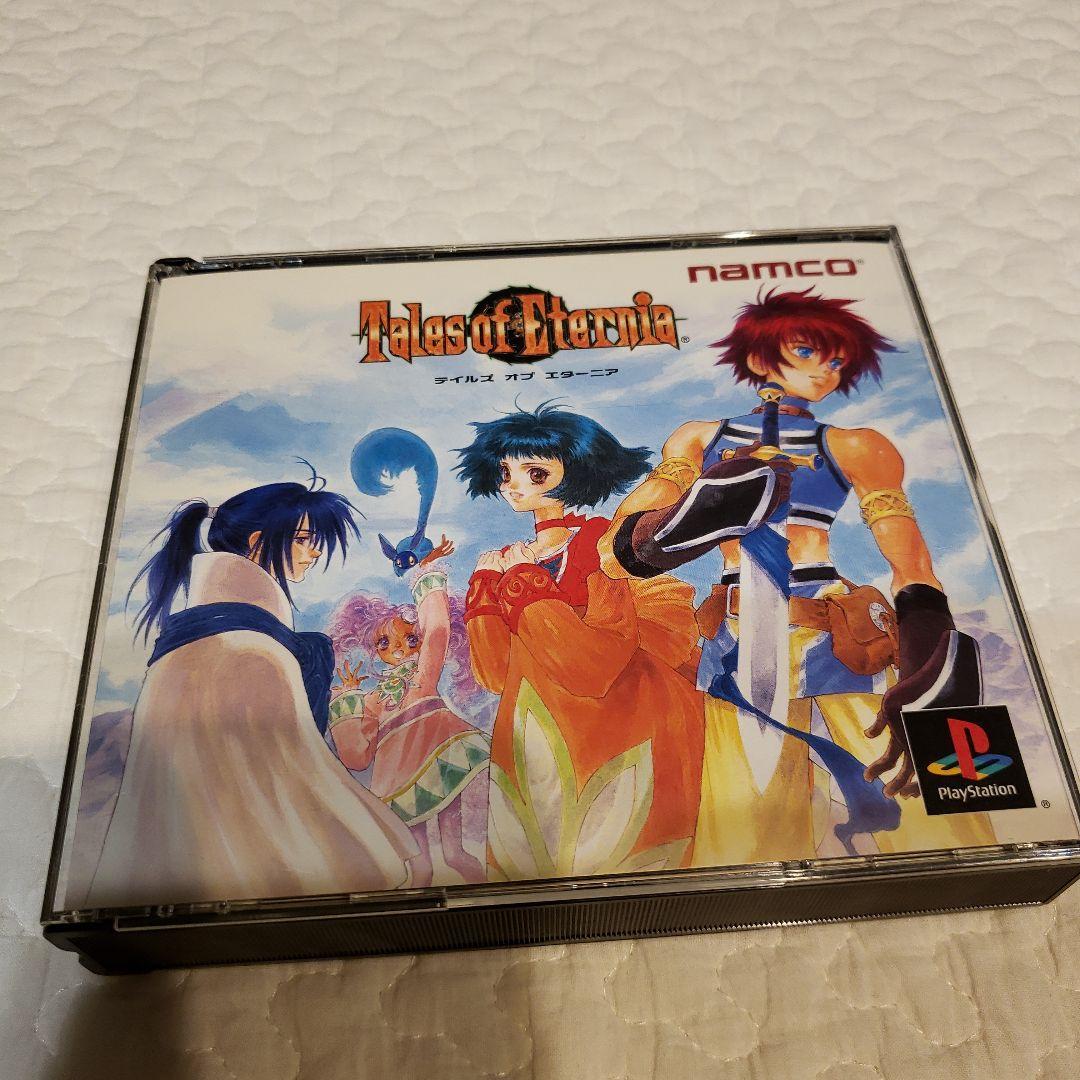 namco®
Tales of Eternia®
テイルズ オブ エターニア
PlayStation
®